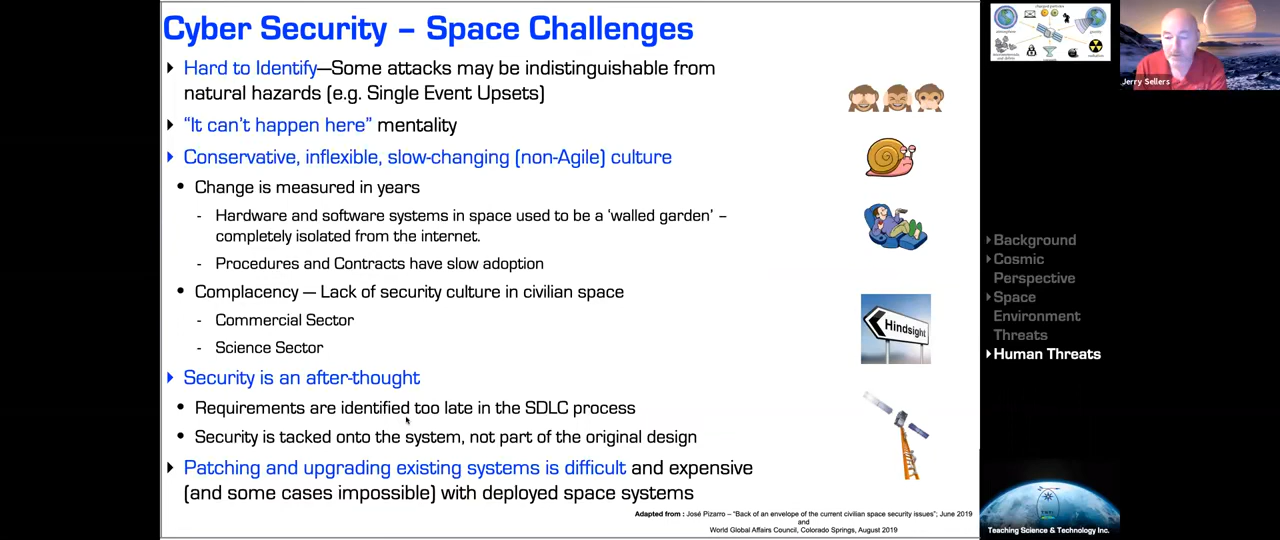 Cyber Security – Space Challenges
Hard to Identify—Some attacks may be indistinguishable from
natural hazards (e.g. Single Event Upsets)
"It can't happen here" mentality
Conservative, inflexible, slow-changing (non-Agile) culture
Change is measured in years
- Hardware and software systems in space used to be a 'walled garden' –
completely isolated from the internet.
- Procedures and Contracts have slow adoption
Complacency — Lack of security culture in civilian space
- Commercial Sector
- Science Sector
Security is an after-thought
Requirements are identified too late in the SDLC process
Security is tacked onto the system, not part of the original design
Patching and upgrading existing systems is difficult and expensive
(and some cases impossible) with deployed space systems
Hindsight
Adapted from : José Pizarro – "Back of an envelope of the current civilian space security issues"; June 2019
and
World Global Affairs Council, Colorado Springs, August 2019
Jerry Sellers
Background
Cosmic
Perspective
Space
Environment
Threats
Human Threats
Teaching Science & Technology Inc.